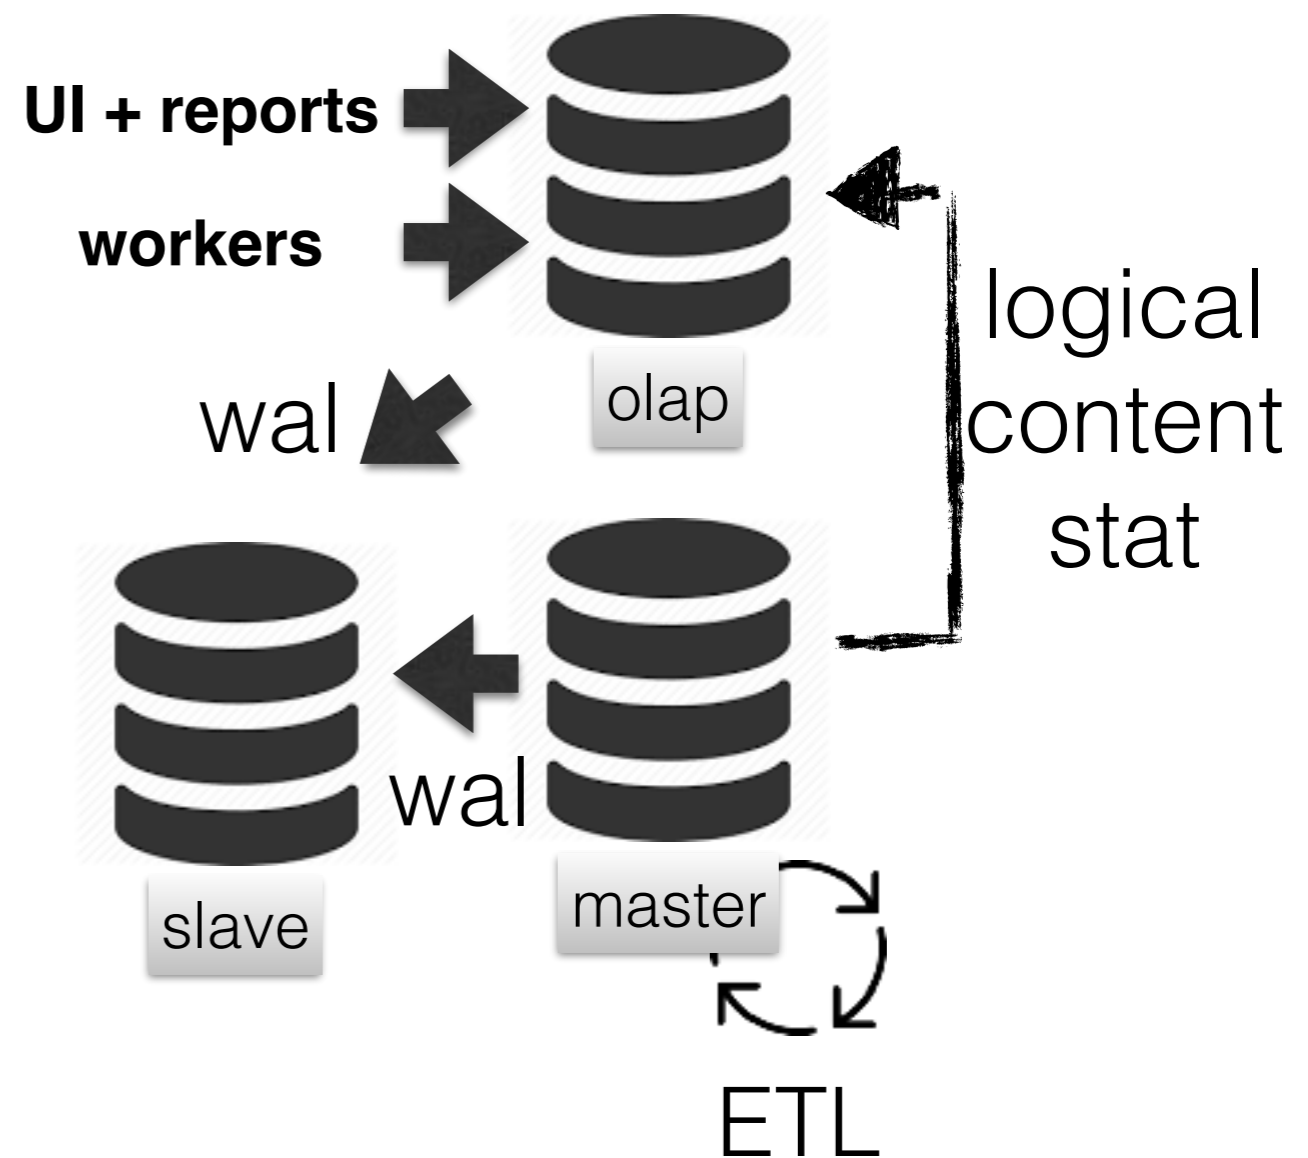 UI + reports
workers
logical
content
stat
wal
olap
wal
slave
master
ETL